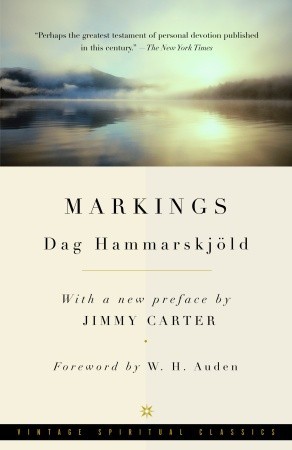 “Perhaps the greatest testament of personal devotion published
in this century.” —The New York Times
MARKINGS
Dag Hammarskjöld
With a new preface by
JIMMY CARTER
Foreword by W. H. Auden
VINTAGE SPIRITUAL CLASSICS